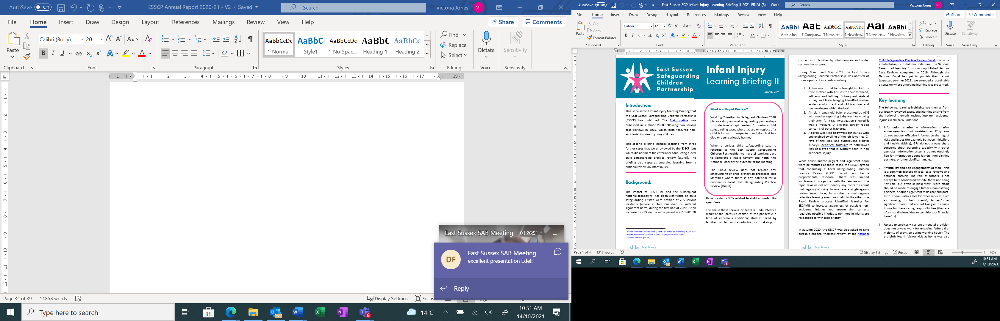 AutoSave Off ESSCP Annual Report 2020-21 - V2 - Saved Search Victoria Jones VJ
File Home Insert Draw Design Layout References Mailings Review View Help Share Comments
Calibri (Body) 20
Paste
AaBbCcDc AaBbC AaBbCcDc AaBbC AaBbCc
¶ Normal Style1 ¶ No Spac... Heading 1 Heading 2
Find
Replace
Select
Dictate
Sensitivity
Clipboard Font Paragraph Styles Editing Voice Sensitivity
East Sussex SAB Meeting 01:26:51
DF
East Sussex SAB Meeting
excellent presentation Edel!
Reply
Page 34 of 39 11858 words Display Settings Focus
Type here to search
14°C
10:51 AM
14/10/2021
AutoSave Off East-Sussex-SCP-Infant-Injury-Learning-Briefing-II-2021-FINAL (8) - Word Search Victoria Jones VJ
File Home Insert Draw Design Layout References Mailings Review View Help Share Comments
Paste
Cut
Copy
Format Painter
Calibri 12
AaBb( AaB AaBbCcD AaBbCcDd AaB AaBb(
Article he... ¶ Compan... ¶ Newslett... ¶ Newslett... ¶ Newslett... ¶ Newslett...
Find
Replace
Select
Dictate
Sensitivity
Clipboard Font Paragraph Styles Editing Voice Sensitivity
1
East Sussex
Safeguarding
Children
Partnership
Infant Injury
Learning Briefing II
March 2021
Introduction:
This is the second Infant Injury Learning Briefing that
the East Sussex Safeguarding Children Partnership
(ESSCP) has published. The first briefing was
published in summer 2020 following two serious
case reviews in 2019, which both featured non-
accidental injuries in young children.
This second briefing includes learning from three
further cases that were reviewed by the ESSCP, but
which did not meet the criteria for conducting a local
child safeguarding practice review (LSCPR). The
briefing also captures emerging learning from a
national review on infant injury.
Background:
The impact of COVID-19, and the subsequent
national lockdowns, has been significant on child
safeguarding. Ofsted were notified of 285 serious
incidents (where a child has died or suffered
significant harm) during the first half of 2020-21; an
increase by 27% on the same period in 2019-20¹. Of
¹ Serious incident notifications, Part 1 (April to September) 2020-21 –
Explore education statistics – GOV.UK (explore-education-
statistics.service.gov.uk)
East Sussex
What is a Rapid Review?
Working Together to Safeguard Children 2018
places a duty on local safeguarding partnerships
to undertake a rapid review for serious child
safeguarding cases where: abuse or neglect of a
child is known or suspected; and the child has
died or been seriously harmed.
When a serious child safeguarding case is
referred to the East Sussex Safeguarding
Children Partnership, we have 15 working days
to complete a Rapid Review and notify the
National Panel of the outcome of the meeting.
The Rapid review does not replace any
safeguarding or child protection processes, but
identifies where there is any potential for a
national or local Child Safeguarding Practice
Review (LSCPR)
those incidents 36% related to children under the
age of one.
The rise in these serious incidents is undoubtedly a
result of the 'pressure cooker' of the pandemic: a
time of enormous additional stresses faced by
families coupled with a reduction, or total stop, in
2
contact with families by vital services and wider
community support.
During March and May 2020, the East Sussex
Safeguarding Children Partnership was notified of
three significant incidents involving:
1. A two month old baby brought to A&E by
their mother with bruises to their forehead,
left arm and left leg. Subsequent skeletal
survey and Brain imaging identified further
evidence of current and old fractures and
haemorrhages within the brain.
2. An eight week old baby presented at A&E
with mother reporting baby was not moving
their arm. An x-ray investigation showed it
was a fracture. A skeletal survey raised
concerns of other fractures.
3. A seven-week-old baby was seen in A&E with
unexplained swelling of the left lower leg. X-
rays of the legs, and subsequent skeletal
surveys, identified fractures to both lower
legs of a type that is typically seen in non
accidental injury .
While abuse and/or neglect and significant harm
were all features of these cases, the ESSCP agreed
that conducting a Local Safeguarding Children
Practice Review (LSCPR) would not be a
proportionate response. There was limited
involvement by agencies with the families and the
rapid reviews did not identify any concerns about
multi-agency working. In one case a single-agency
review took place, in another a multi-agency
reflective learning event was held. In the other, the
Rapid Review process identified learning for
SECAMB to increase awareness of possible non-
accidental injuries and ensure that contacts
regarding possible injuries to non-mobile infants are
responded to with high priority.
In autumn 2020, the ESSCP was also asked to take
part in a national thematic review, by the National
East Sussex
Child Safeguarding Practice Review Panel, into non-
accidental injury in children under one. The National
Panel used learning from our unpublished Serious
Case Reviews completed in 2019. Although the
National Panel has yet to publish their report
(expected summer 2021), we attended a round table
discussion where emerging learning was presented.
Key learning
The following learning highlights key themes from
our locally reviewed cases, and learning arising from
the national thematic review, into non-accidental
injuries in children under one:
1. Information sharing – information sharing
across agencies is not consistent, and IT systems
do not support effective information sharing, of
risks and issues (for example between midwifery
and health visiting); GPs do not always share
concerns about parenting capacity with other
agencies; information systems do not routinely
flag for information about fathers, non-birthing
partners, or other significant males.
2. 'Invisibility and non-engagement' of men – this
is a common feature of local case reviews and
national learning. The role of fathers is not
always fully considered despite them not being
'invisible' but often in plain view. More effort
should be made to engage fathers, non-birthing
partners, or other significant males pre and post-
birth. There is also a role for other services, such
as housing, to help identify fathers/other
significant males that are not living in the same
house but have caring responsibilities (that are
often not disclosed due to conditions of financial
benefits).
3. Access to services – current antenatal provision
does not always work for engaging fathers (i.e.
majority of provision during working hours). The
pre-birth Health Visitor visit at home was also
Page 1 of 4 1317 words Display Settings Focus 70%
10:51 AM
14/10/2021